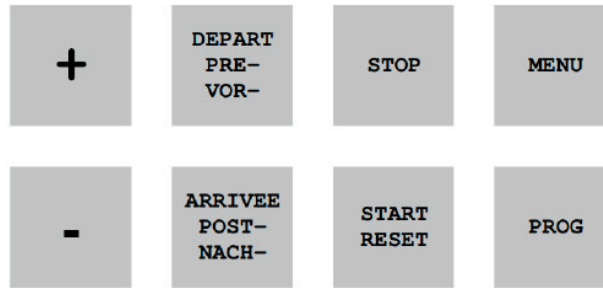 +
DEPART
PRE-
VOR-
STOP
MENU
-
ARRIVEE
POST-
NACH-
START
RESET
PROG